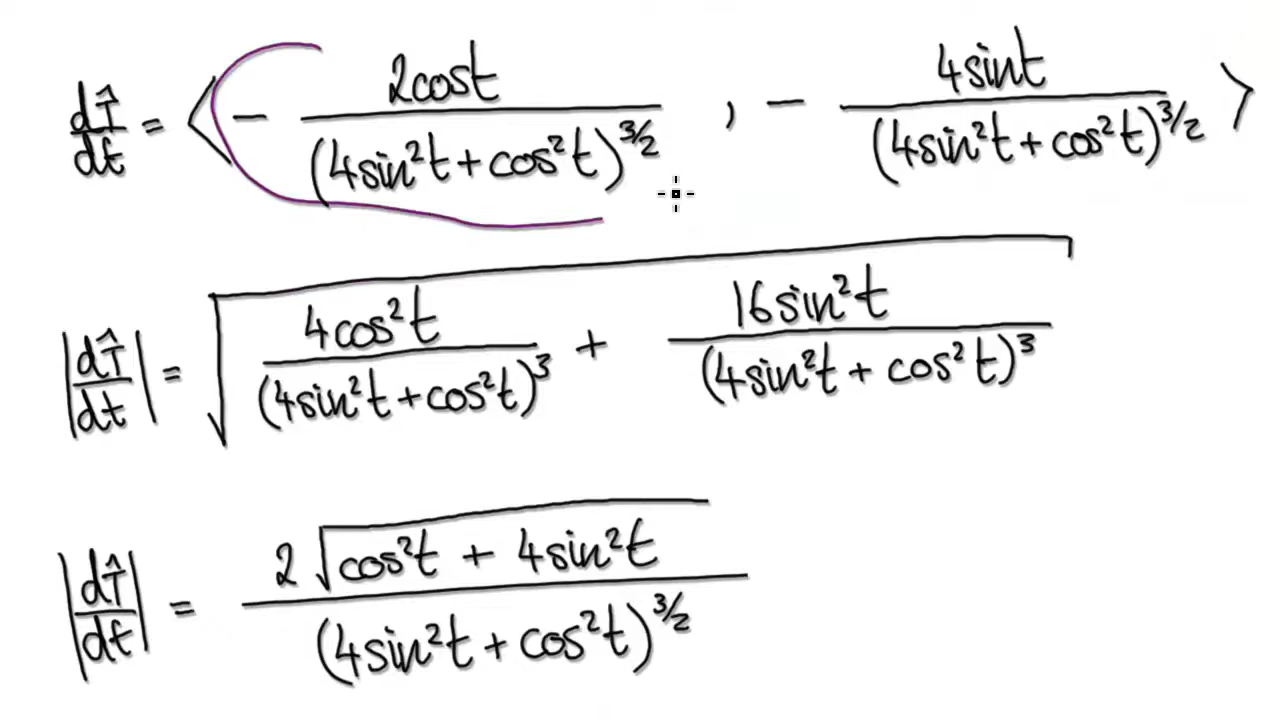 dT̂/dt = ⟨ − 2cost/(4sin²t + cos²t)^3/2 , − 4sint/(4sin²t + cos²t)^3/2 ⟩
|dT̂/dt| = √(4cos²t/(4sin²t + cos²t)³ + 16sin²t/(4sin²t + cos²t)³)
|dT̂/dt| = 2√(cos²t + 4sin²t)/(4sin²t + cos²t)^3/2